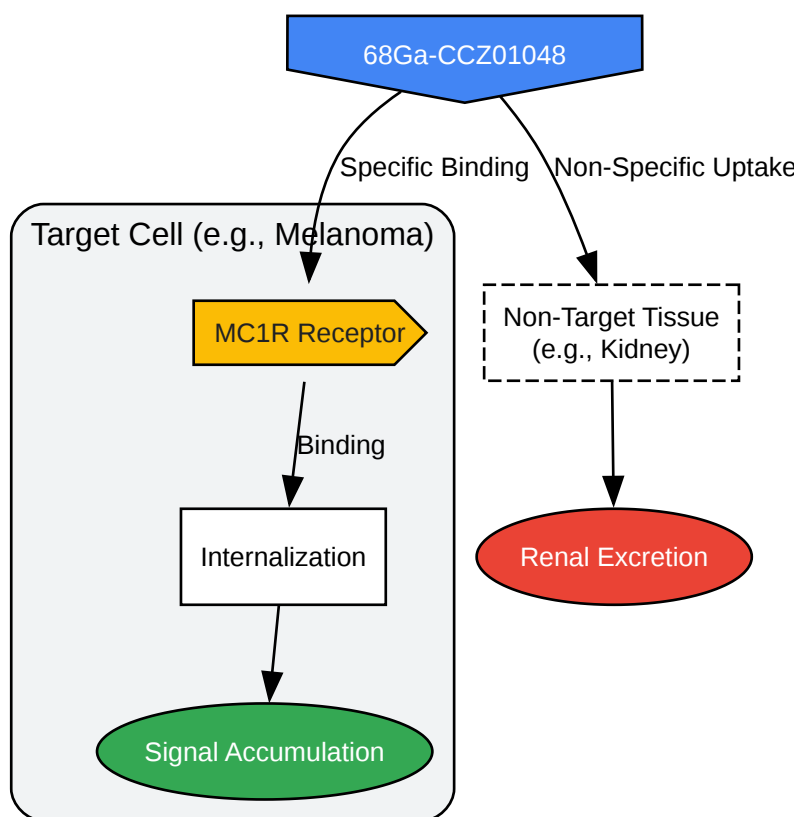 68Ga-CCZ01048
Specific Binding
Non-Specific Uptake
Target Cell (e.g., Melanoma)
MC1R Receptor
Non-Target Tissue
(e.g., Kidney)
Binding
Internalization
Renal Excretion
Signal Accumulation